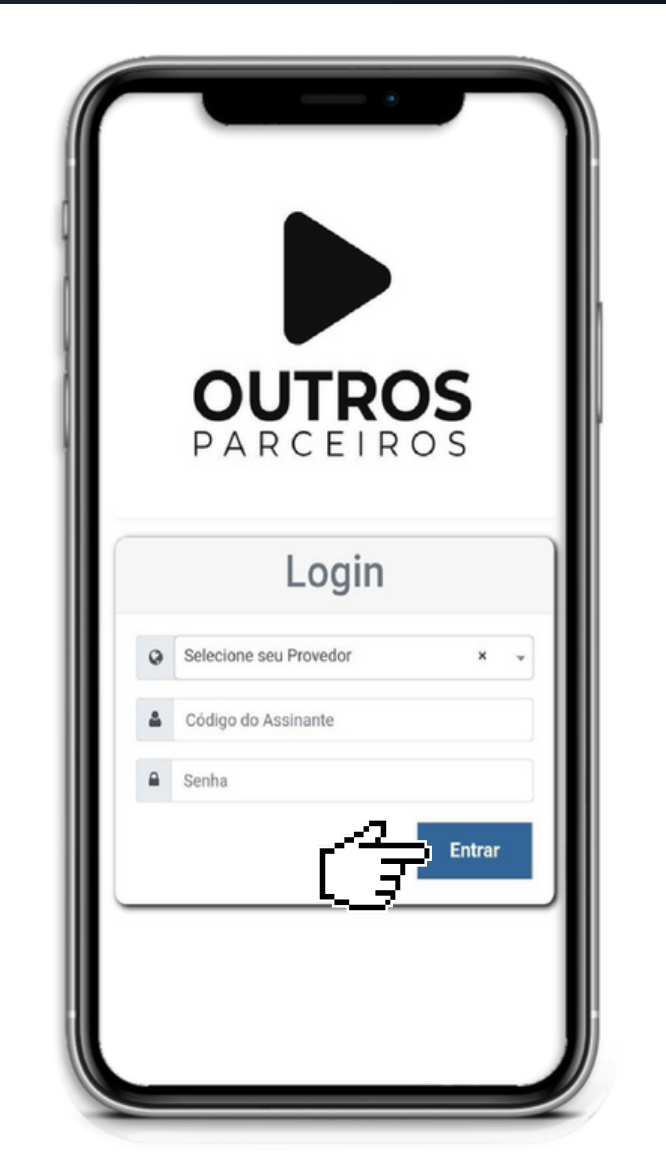 OUTROS
PARCEIROS
Login
Selecione seu Provedor
Código do Assinante
Senha
Entrar